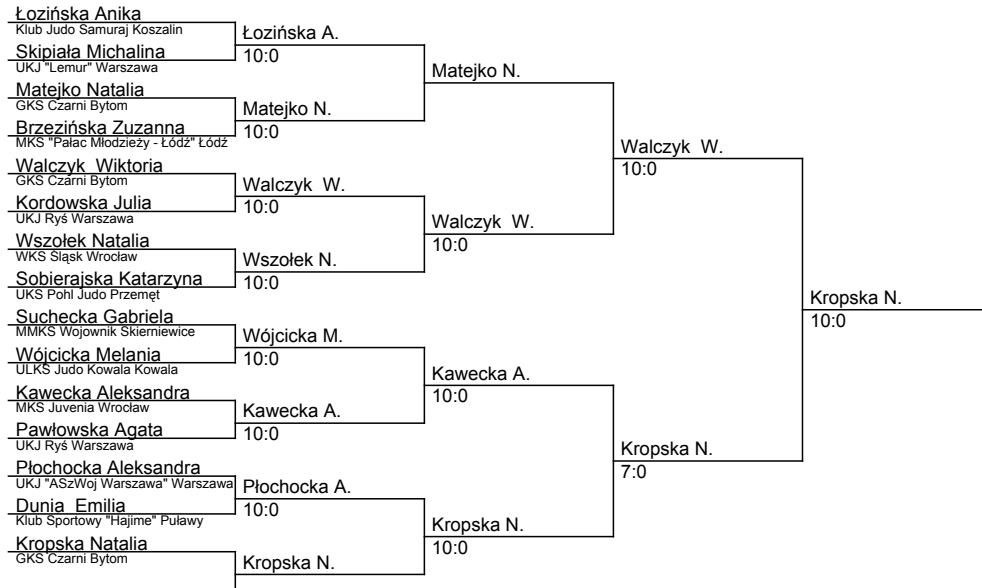 Łozińska Anika
Klub Judo Samuraj Koszalin
Skipiała Michalina
UKJ "Lemur" Warszawa
Matejko Natalia
GKS Czarni Bytom
Brzezińska Zuzanna
MKS "Pałac Młodzieży - Łódź" Łódź
Walczyk Wiktoria
GKS Czarni Bytom
Kordowska Julia
UKJ Ryś Warszawa
Wszołek Natalia
WKS Śląsk Wrocław
Sobierajska Katarzyna
UKS Pohl Judo Przemęt
Suchecka Gabriela
MMKS Wojownik Skierniewice
Wójcicka Melania
ULKS Judo Kowala Kowala
Kawecka Aleksandra
MKS Juvenia Wrocław
Pawłowska Agata
UKJ Ryś Warszawa
Płochocka Aleksandra
UKJ "ASzWoj Warszawa" Warszawa
Dunia Emilia
Klub Sportowy "Hajime" Puławy
Kropska Natalia
GKS Czarni Bytom
Łozińska A.
10:0
Matejko N.
10:0
Walczyk W.
10:0
Wszołek N.
10:0
Wójcicka M.
10:0
Kawecka A.
10:0
Płochocka A.
10:0
Kropska N.
Matejko N.
Walczyk W.
10:0
Kawecka A.
10:0
Kropska N.
10:0
Walczyk W.
10:0
Kropska N.
7:0
Kropska N.
10:0